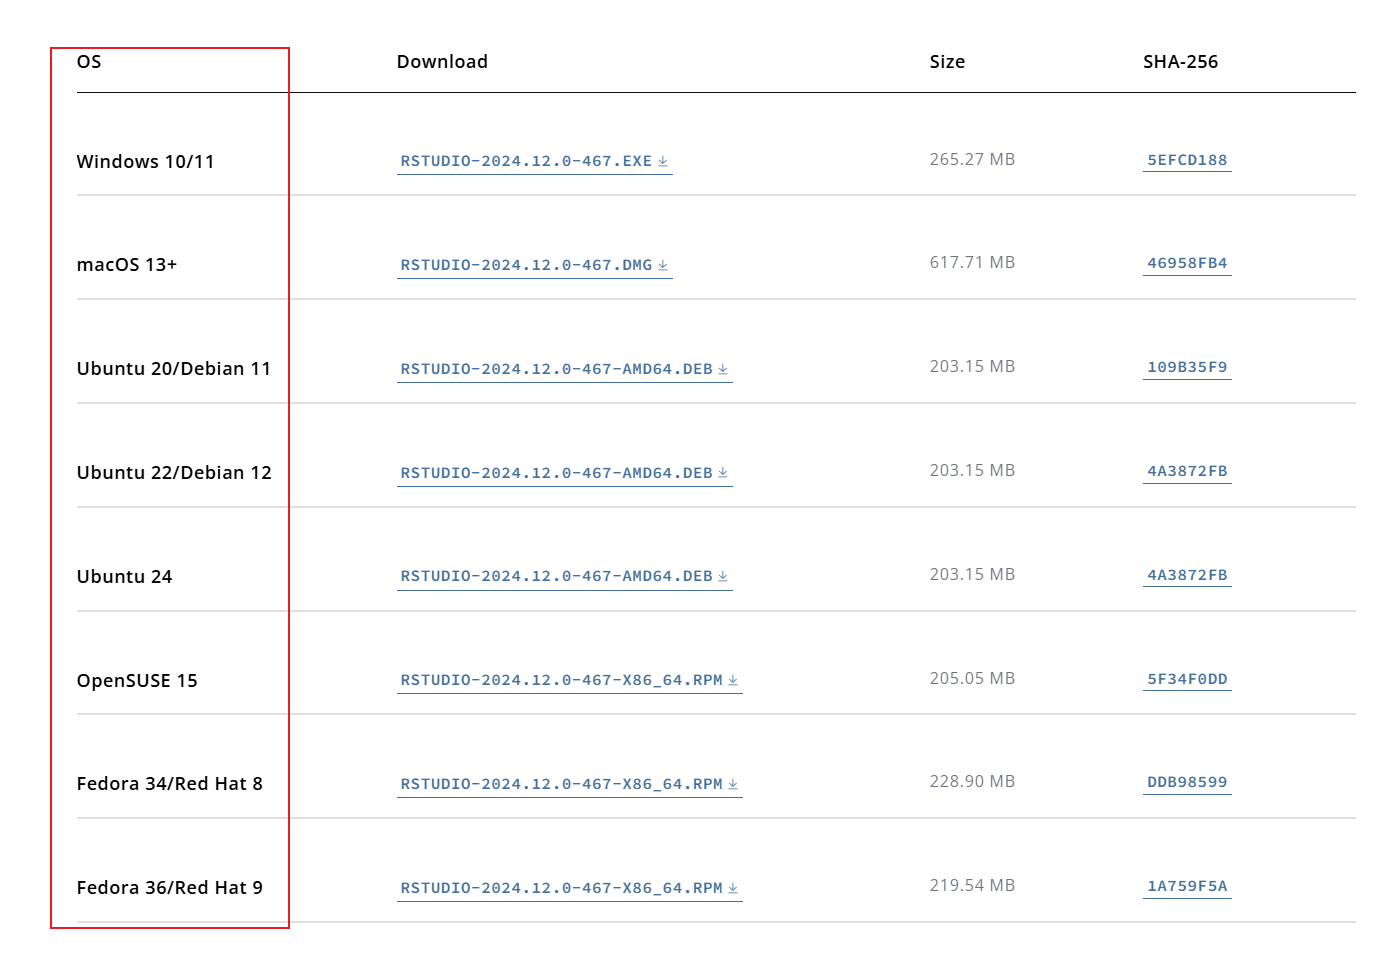 OS Download Size SHA-256
Windows 10/11 RSTUDIO-2024.12.0-467.EXE 265.27 MB 5EFCD188
macOS 13+ RSTUDIO-2024.12.0-467.DMG 617.71 MB 46958FB4
Ubuntu 20/Debian 11 RSTUDIO-2024.12.0-467-AMD64.DEB 203.15 MB 109B35F9
Ubuntu 22/Debian 12 RSTUDIO-2024.12.0-467-AMD64.DEB 203.15 MB 4A3872FB
Ubuntu 24 RSTUDIO-2024.12.0-467-AMD64.DEB 203.15 MB 4A3872FB
OpenSUSE 15 RSTUDIO-2024.12.0-467-X86_64.RPM 205.05 MB 5F34F0DD
Fedora 34/Red Hat 8 RSTUDIO-2024.12.0-467-X86_64.RPM 228.90 MB DDB98599
Fedora 36/Red Hat 9 RSTUDIO-2024.12.0-467-X86_64.RPM 219.54 MB 1A759F5A